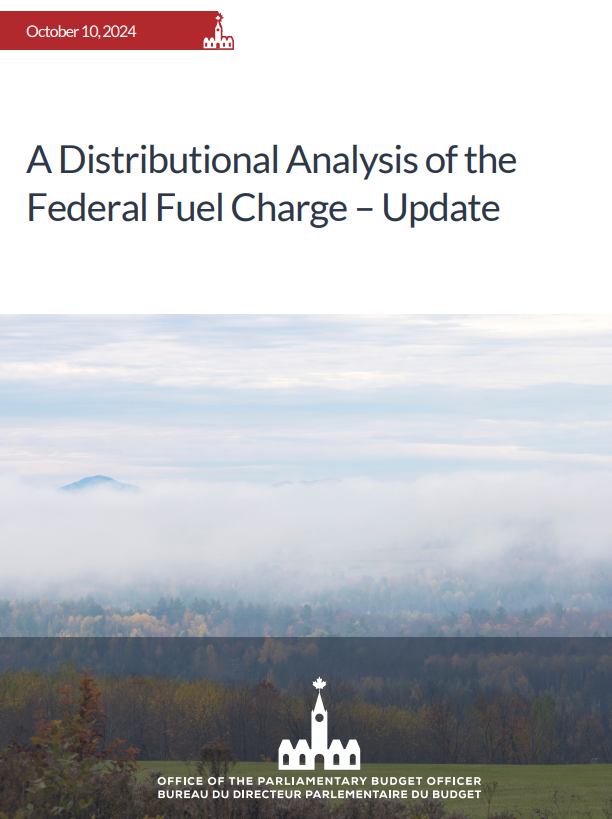 October 10, 2024
A Distributional Analysis of the
Federal Fuel Charge – Update
OFFICE OF THE PARLIAMENTARY BUDGET OFFICER
BUREAU DU DIRECTEUR PARLEMENTAIRE DU BUDGET